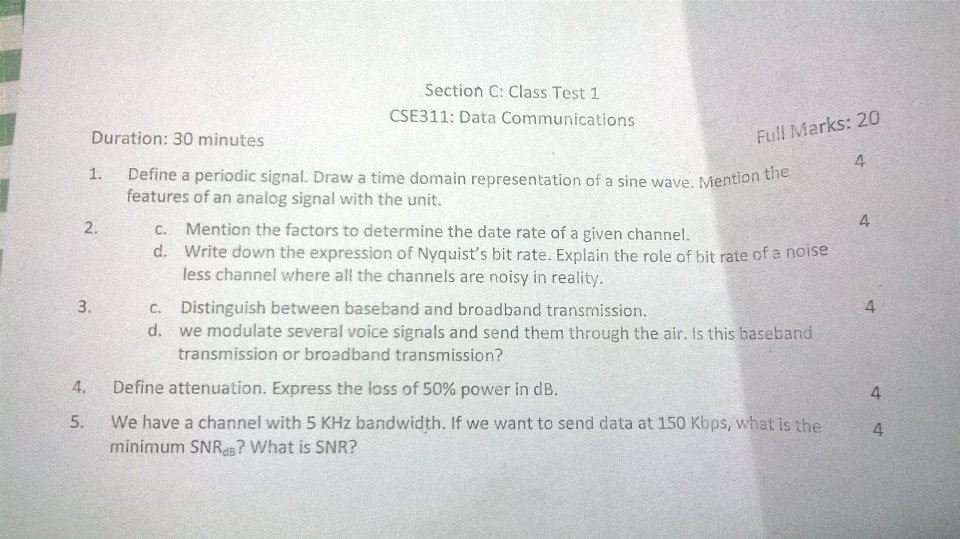 Section C: Class Test 1
CSE311: Data Communications
Duration: 30 minutes
Full Marks: 20
1. Define a periodic signal. Draw a time domain representation of a sine wave. Mention the 4
features of an analog signal with the unit.
2. c. Mention the factors to determine the date rate of a given channel. 4
d. Write down the expression of Nyquist's bit rate. Explain the role of bit rate of a noise
less channel where all the channels are noisy in reality.
3. c. Distinguish between baseband and broadband transmission. 4
d. we modulate several voice signals and send them through the air. Is this baseband
transmission or broadband transmission?
4. Define attenuation. Express the loss of 50% power in dB. 4
5. We have a channel with 5 KHz bandwidth. If we want to send data at 150 Kbps, what is the 4
minimum SNRdB? What is SNR?